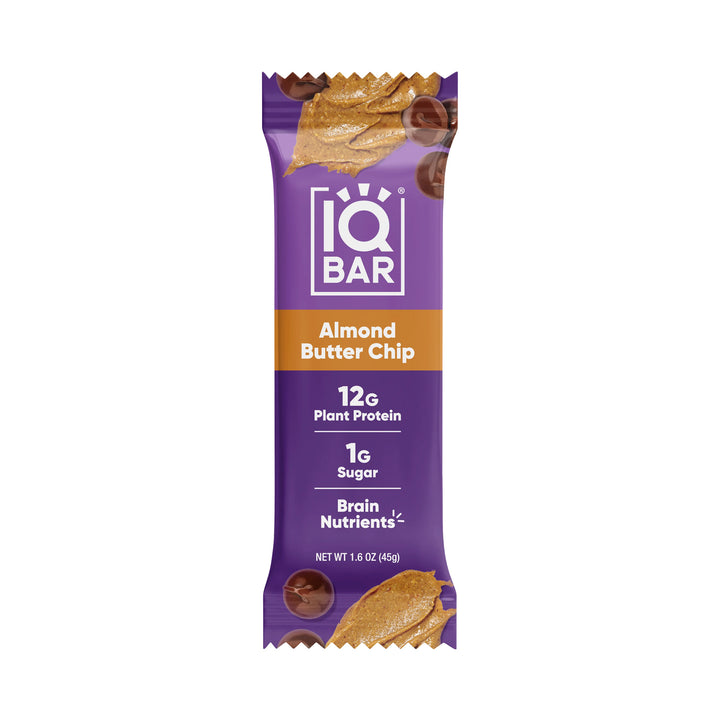 IQ®
BAR
Almond
Butter Chip
12G
Plant Protein
1G
Sugar
Brain
Nutrients
NET WT 1.6 OZ (45g)